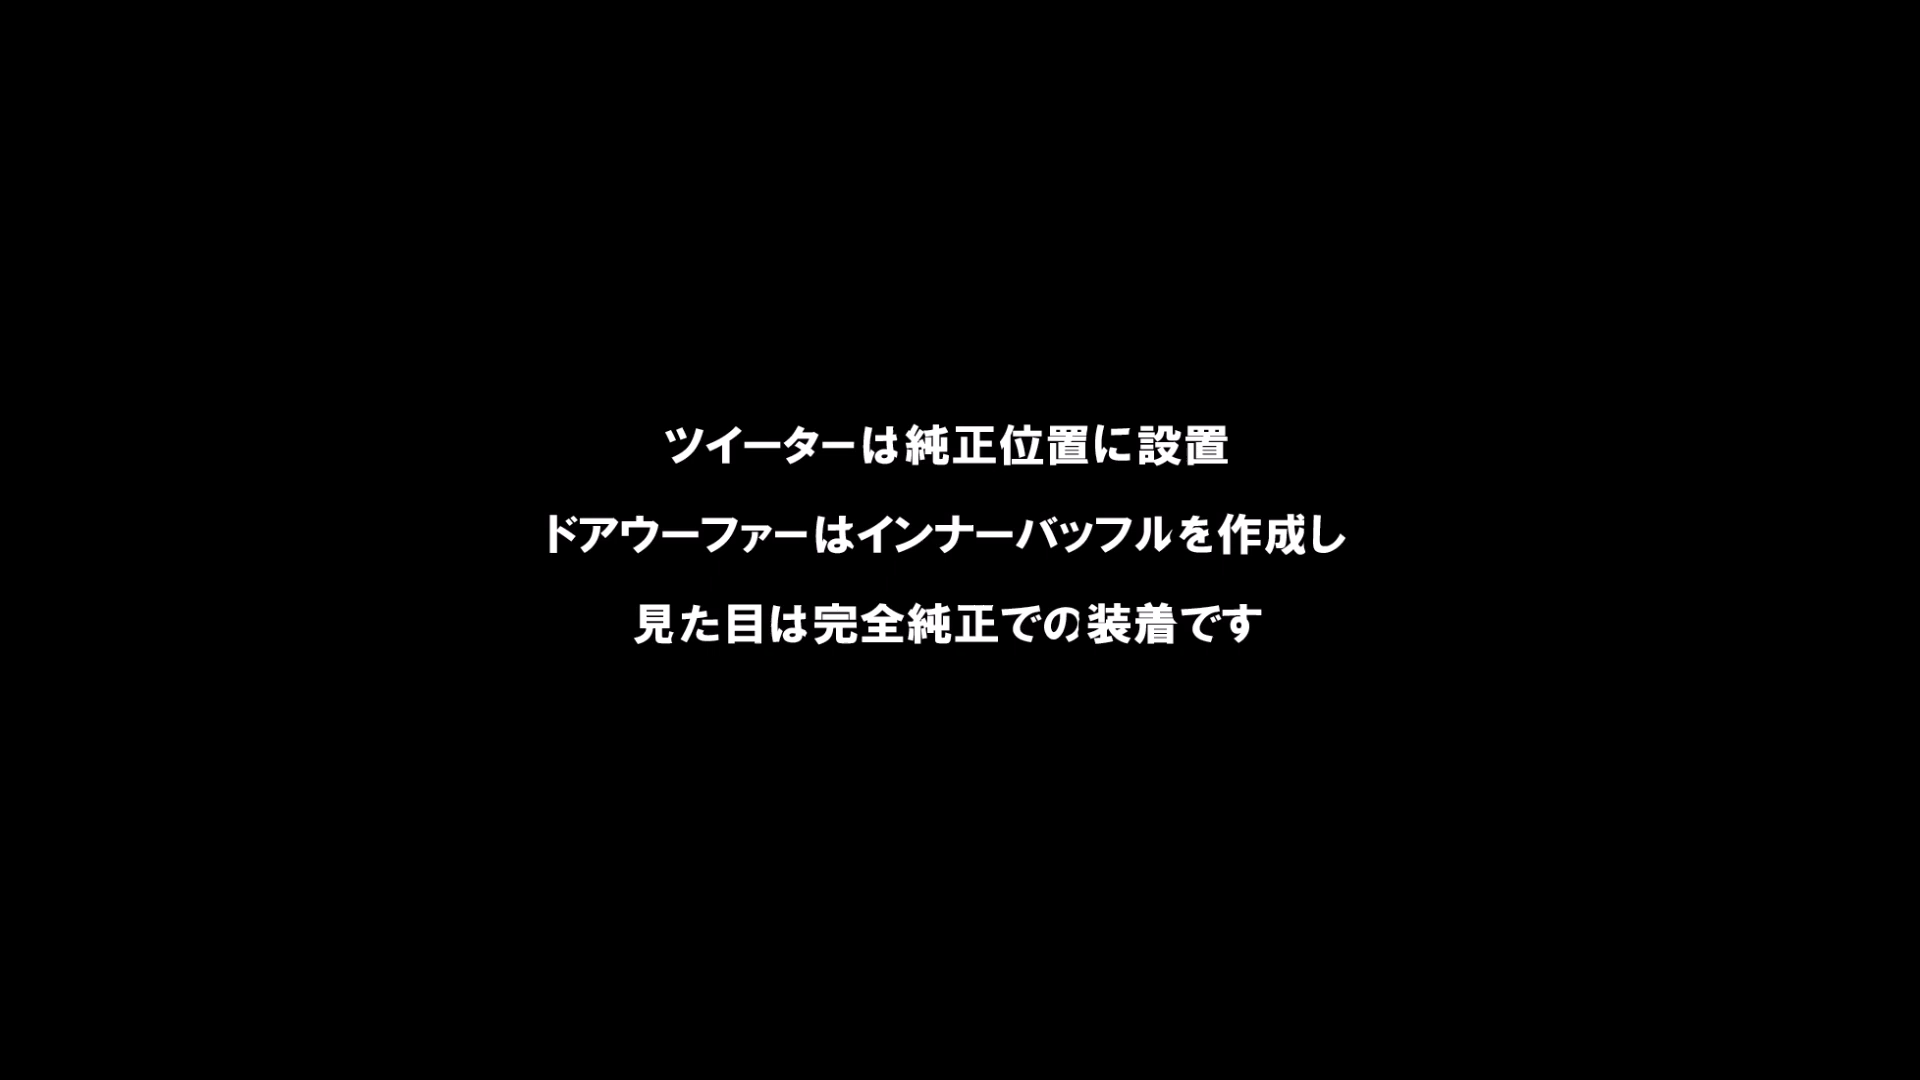 ツイーターは純正位置に設置
ドアウーファーはインナーバッフルを作成し
見た目は完全純正での装着です